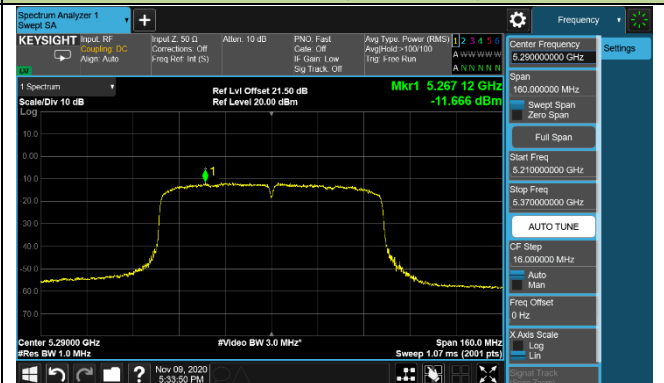 Spectrum Analyzer 1
Swept SA
+
Frequency
KEYSIGHT
Input: RF
Coupling: DC
Align: Auto
Input Z: 50 Ω
Corrections: Off
Freq Ref: Int (S)
Atten: 10 dB
PNO: Fast
Gate: Off
IF Gain: Low
Sig Track: Off
Avg Type: Power (RMS)
Avg|Hold:>100/100
Trig: Free Run
1 2 3 4 5 6
A W W W W W
A N N N N N
1 Spectrum
Scale/Div 10 dB
Log
Ref Lvl Offset 21.50 dB
Ref Level 20.00 dBm
Mkr1 5.267 12 GHz
-11.666 dBm
10.0
0.00
-10.0
-20.0
-30.0
-40.0
-50.0
-60.0
-70.0
1
Center 5.29000 GHz
#Res BW 1.0 MHz
#Video BW 3.0 MHz*
Span 160.0 MHz
Sweep 1.07 ms (2001 pts)
Center Frequency
5.290000000 GHz
Settings
Span
160.000000 MHz
Swept Span
Zero Span
Full Span
Start Freq
5.210000000 GHz
Stop Freq
5.370000000 GHz
AUTO TUNE
CF Step
16.000000 MHz
Auto
Man
Freq Offset
0 Hz
X Axis Scale
Log
Lin
Signal Track
?
Nov 09, 2020
5:33:50 PM